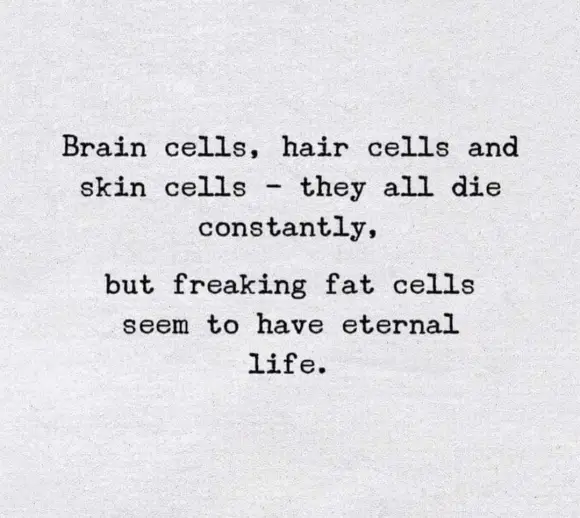 Brain cells, hair cells and
skin cells - they all die
constantly,
but freaking fat cells
seem to have eternal
life.